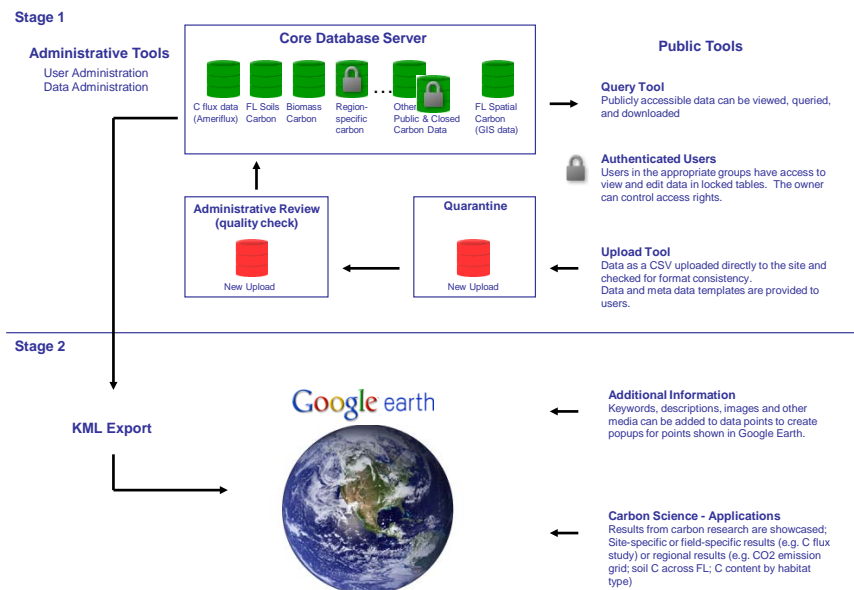 Stage 1
Administrative Tools
User Administration
Data Administration
Core Database Server
C flux data
(Ameriflux)
FL Soils
Carbon
Biomass
Carbon
Region-
specific
carbon
...
Other
Public & Closed
Carbon Data
FL Spatial
Carbon
(GIS data)
Public Tools
Query Tool
Publicly accessible data can be viewed, queried,
and downloaded
Authenticated Users
Users in the appropriate groups have access to
view and edit data in locked tables. The owner
can control access rights.
Administrative Review
(quality check)
New Upload
Quarantine
New Upload
Upload Tool
Data as a CSV uploaded directly to the site and
checked for format consistency.
Data and meta data templates are provided to
users.
Stage 2
KML Export
Google earth
Additional Information
Keywords, descriptions, images and other
media can be added to data points to create
popups for points shown in Google Earth.
Carbon Science - Applications
Results from carbon research are showcased;
Site-specific or field-specific results (e.g. C flux
study) or regional results (e.g. CO2 emission
grid; soil C across FL; C content by habitat
type)